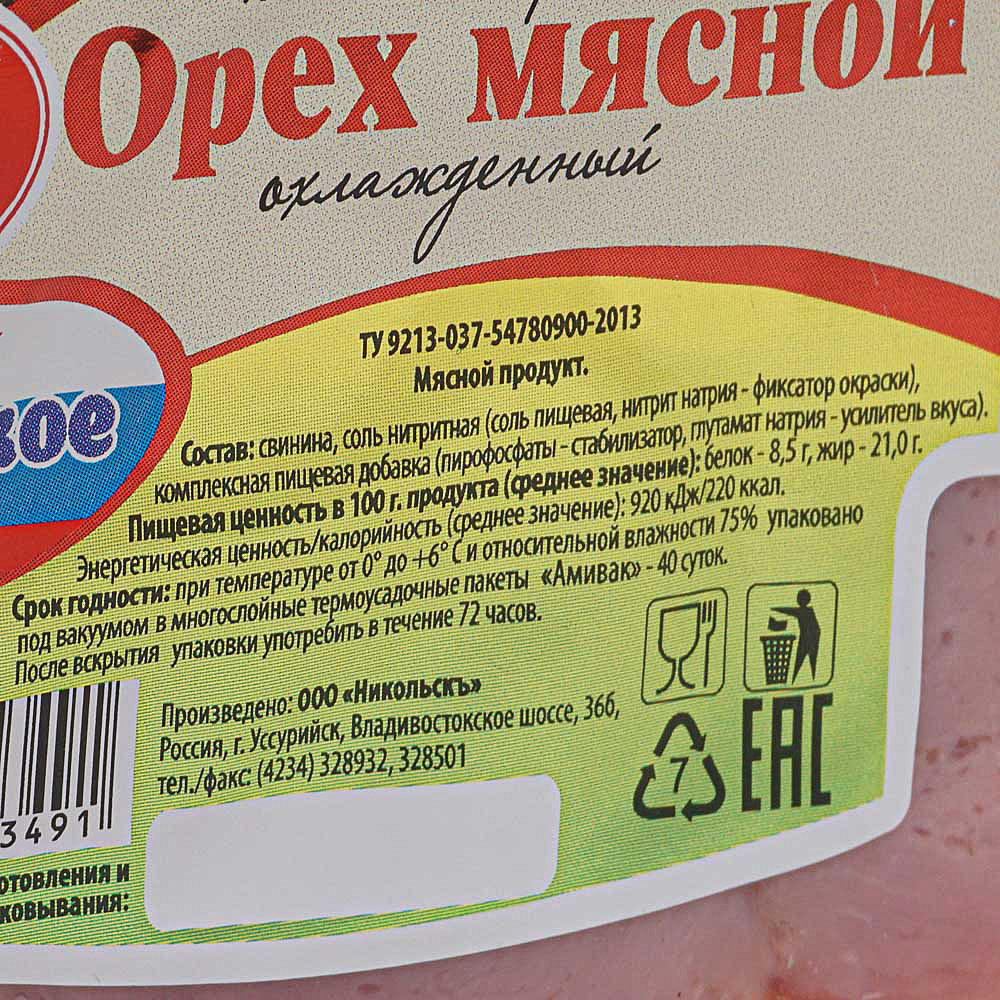 Орех мясной
охлажденный
кое
ТУ 9213-037-54780900-2013
Мясной продукт.
Состав: свинина, соль нитритная (соль пищевая, нитрит натрия - фиксатор окраски),
комплексная пищевая добавка (пирофосфаты - стабилизатор, глутамат натрия - усилитель вкуса).
Пищевая ценность в 100 г. продукта (среднее значение): белок - 8,5 г, жир - 21,0 г.
Энергетическая ценность/калорийность (среднее значение): 920 кДж/220 ккал.
Срок годности: при температуре от 0° до +6° С и относительной влажности 75% упаковано
под вакуумом в многослойные термоусадочные пакеты «Амивак» - 40 суток.
После вскрытия упаковки употребить в течение 72 часов.
Произведено: ООО «Никольскъ»
Россия, г. Уссурийск, Владивостокское шоссе, 36б,
тел./факс: (4234) 328932, 328501
7
ЕАС
3491
отовления и
ковывания: